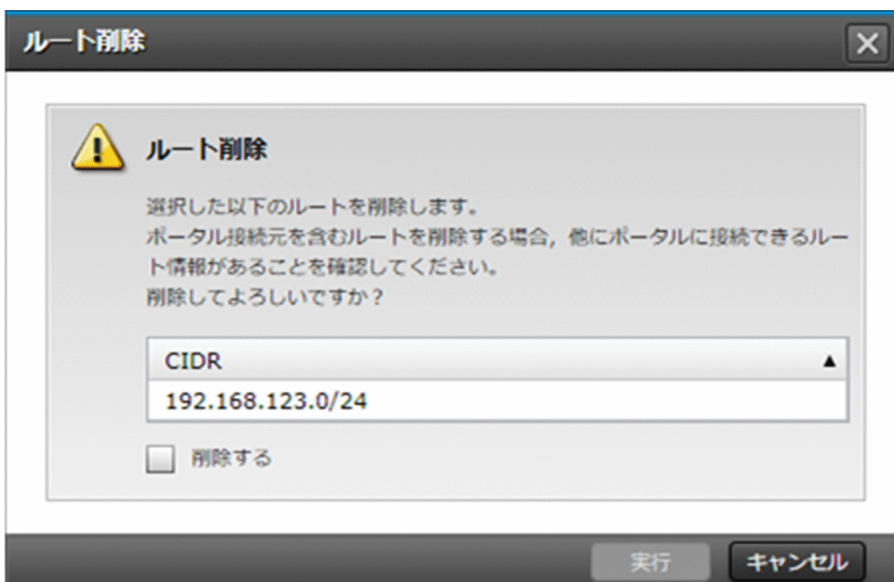 ルート削除
ルート削除
選択した以下のルートを削除します。
ポータル接続元を含むルートを削除する場合，他にポータルに接続できるルー
ト情報があることを確認してください。
削除してよろしいですか？
CIDR ▲
192.168.123.0/24
削除する
実行 キャンセル